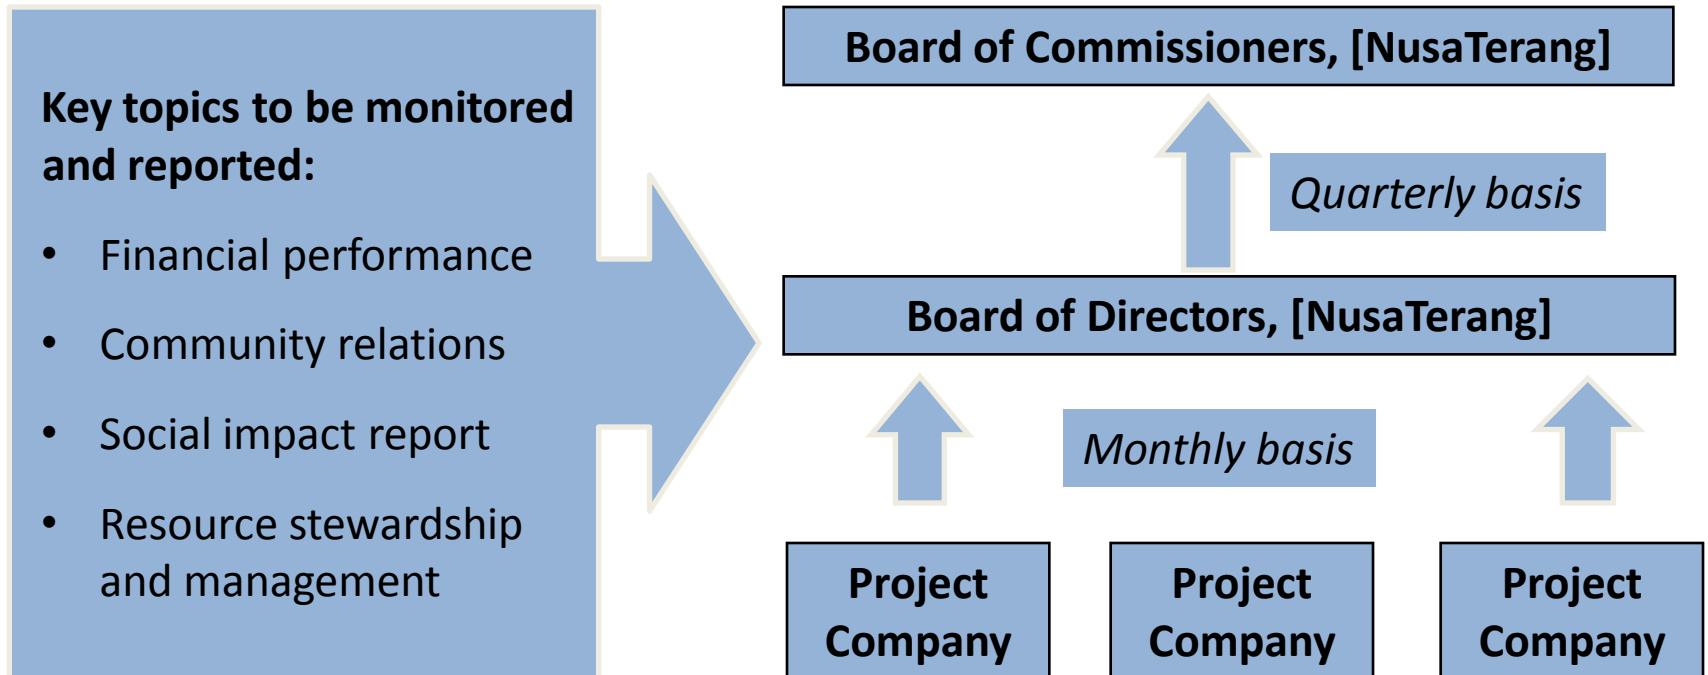 Key topics to be monitored
and reported:
• Financial performance
• Community relations
• Social impact report
• Resource stewardship
and management
Board of Commissioners, [NusaTerang]
Quarterly basis
Board of Directors, [NusaTerang]
Monthly basis
Project
Company
Project
Company
Project
Company